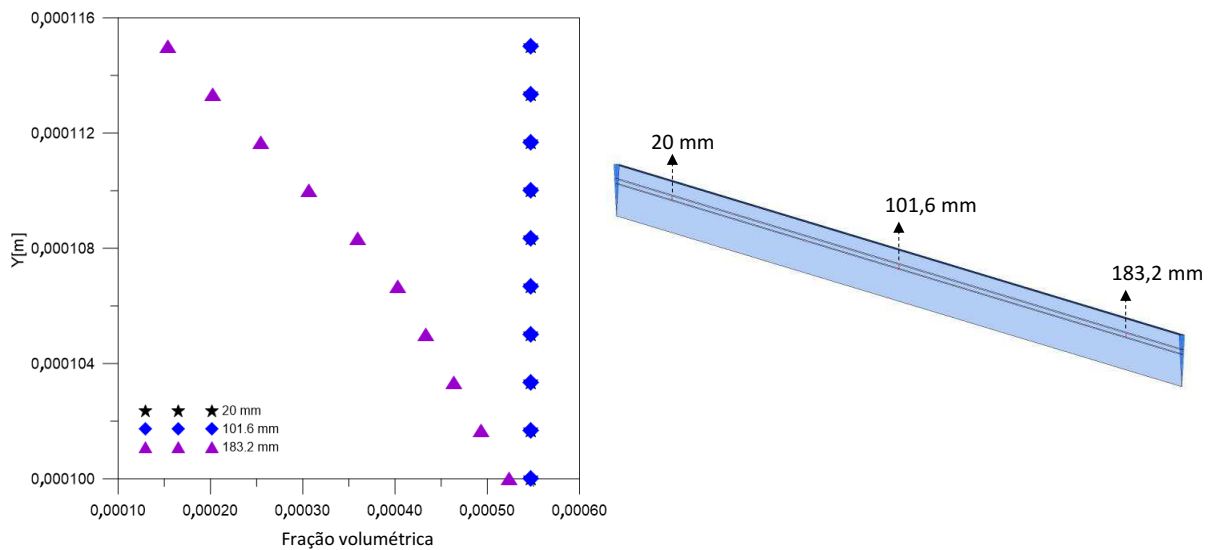 0,000116
0,000112
0,000108
0,000104
0,000100
Y[m]
20 mm
101.6 mm
183.2 mm
0,00010 0,00020 0,00030 0,00040 0,00050 0,00060
Fração volumétrica
20 mm
101,6 mm
183,2 mm